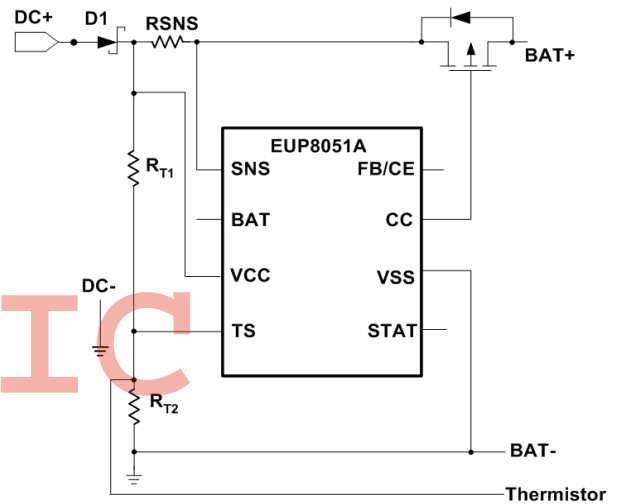 DC+
D1
RSNS
BAT+
EUP8051A
SNS
FB/CE
RT1
BAT
CC
VCC
VSS
DC-
TS
STAT
IC
RT2
BAT-
Thermistor